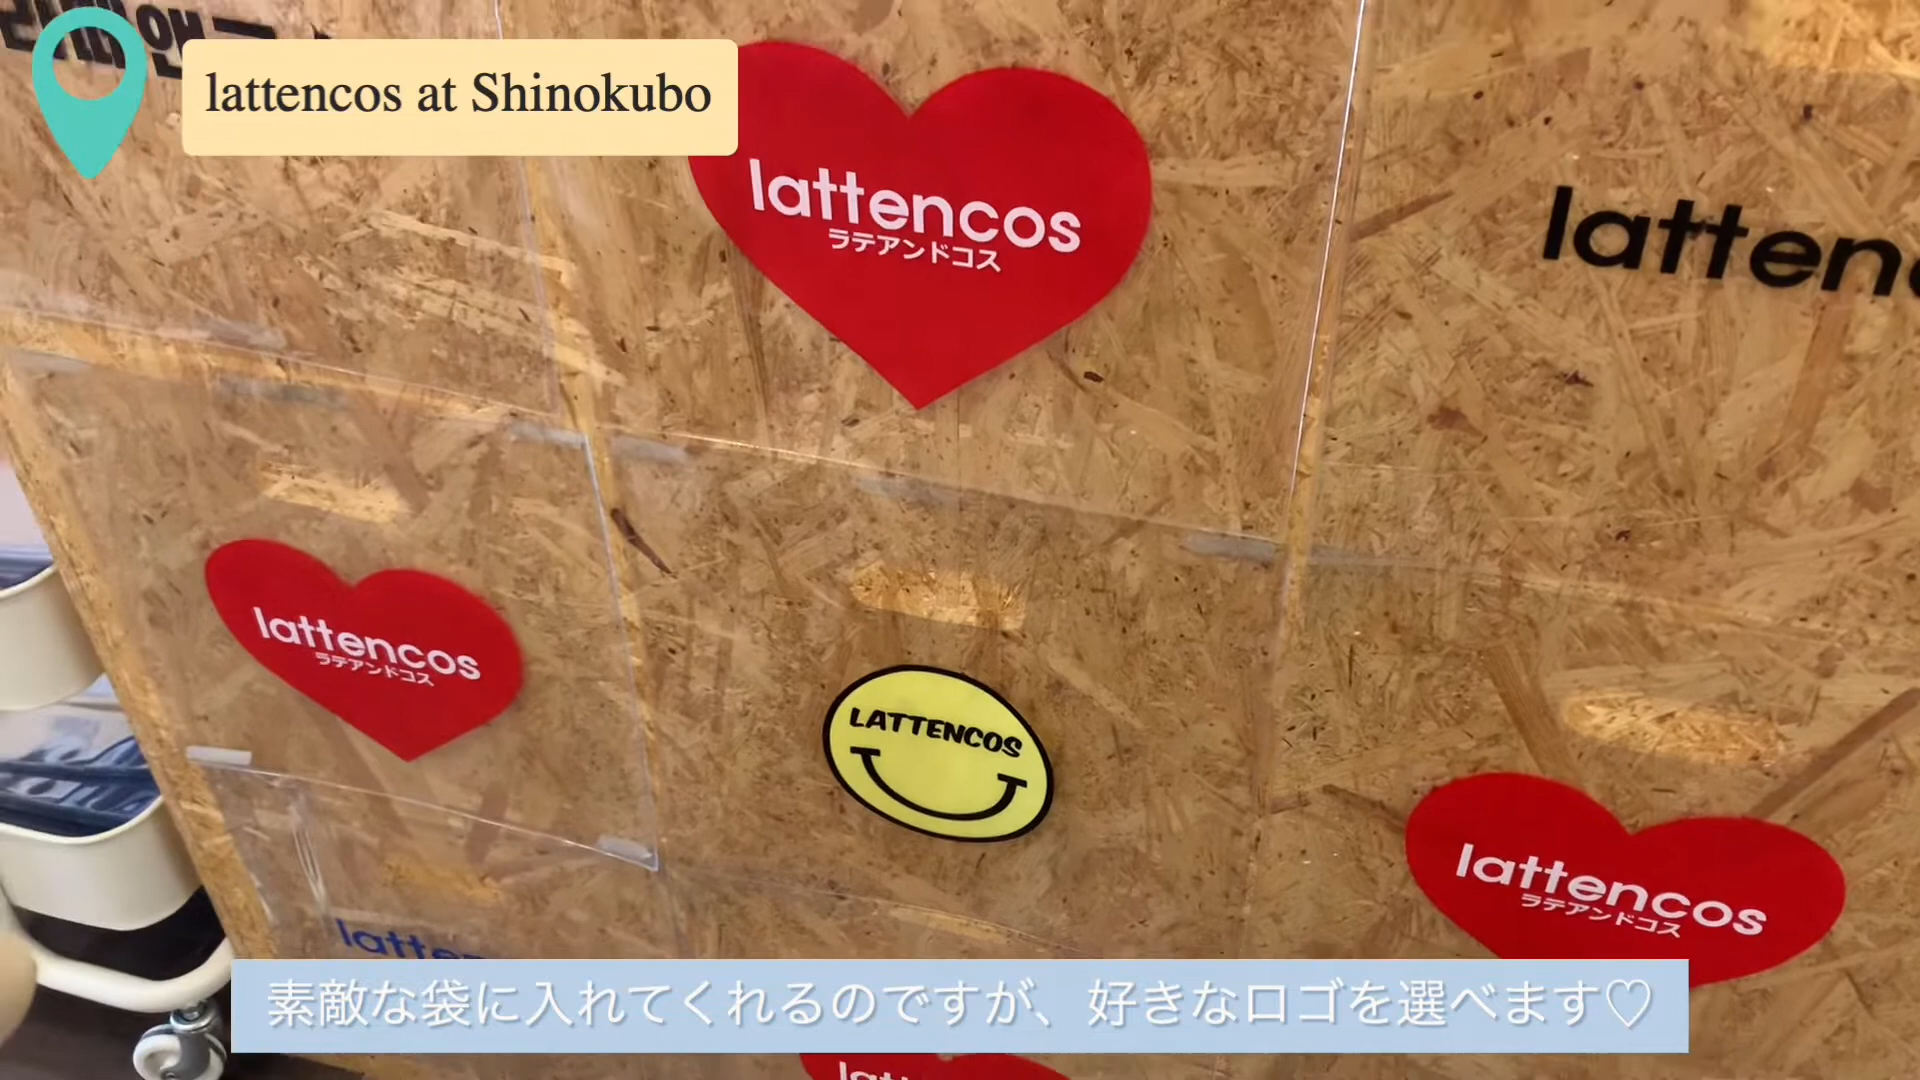 lattencos at Shinokubo
lattencos
ラテアンドコス
latten
lattencos
ラテアンドコス
LATTENCOS
lattencos
ラテアンドコス
素敵な袋に入れてくれるのですが、好きなロゴを選べます♡